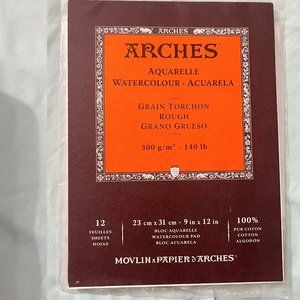 ARCHES
AQUARELLE
WATERCOLOUR - ACUARELA
GRAIN TORCHON
ROUGH
GRANO GRUESO
300 g/m² - 140 lb
12
FEUILLES
SHEETS
HOJAS
23 cm x 31 cm - 9 in x 12 in
BLOC AQUARELLE
WATERCOLOUR PAD
BLOC ACUARELA
100%
PUR COTON
COTTON
ALGODÓN
MOVLIN À PAPIER D'ARCHES